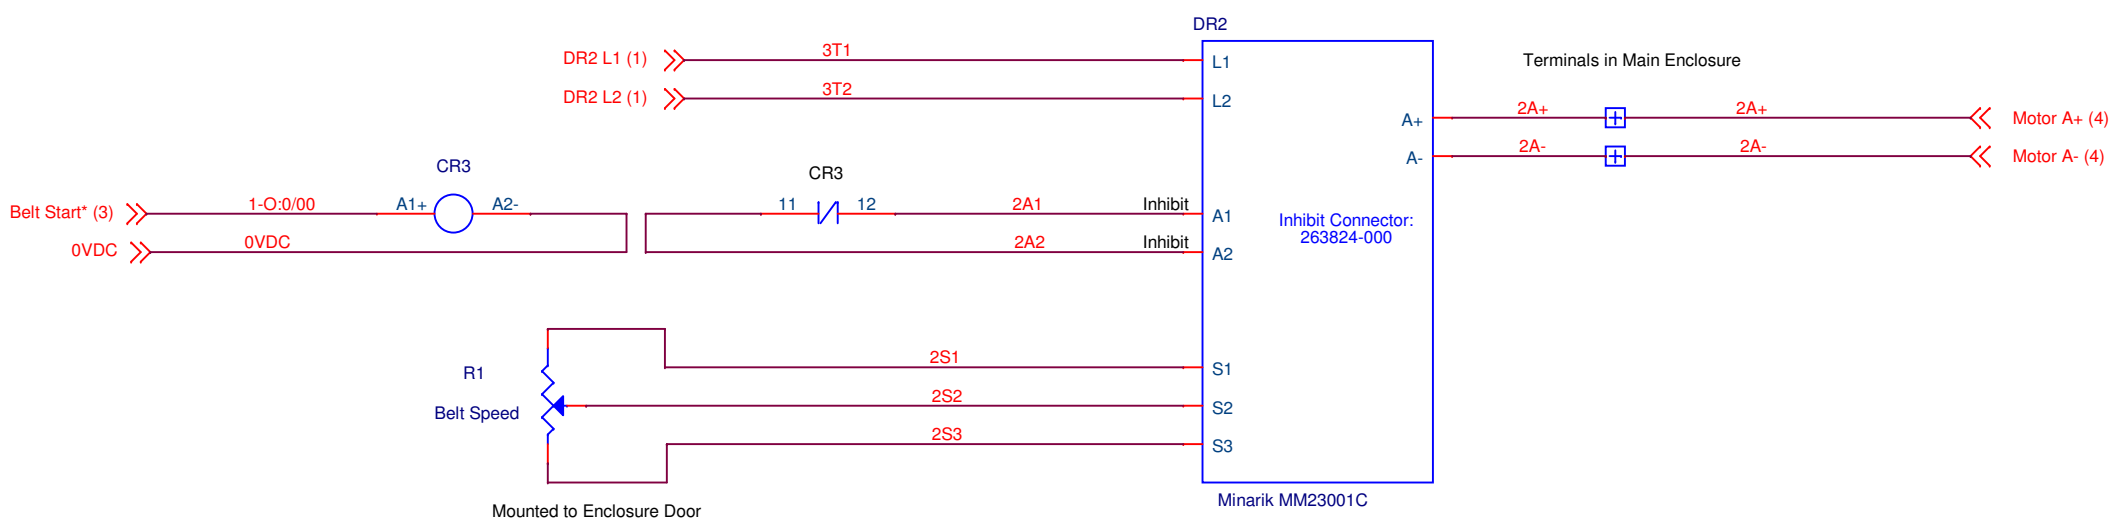 DR2
DR2 L1 (1)
3T1
L1
Terminals in Main Enclosure
DR2 L2 (1)
3T2
L2
A+
2A+
2A+
Motor A+ (4)
A-
2A-
2A-
Motor A- (4)
CR3
CR3
Belt Start* (3)
1-O:0/00
A1+
A2-
11
12
2A1
Inhibit
A1
Inhibit Connector:
263824-000
0VDC
0VDC
2A2
Inhibit
A2
R1
Belt Speed
2S1
S1
2S2
S2
2S3
S3
Minarik MM23001C
Mounted to Enclosure Door